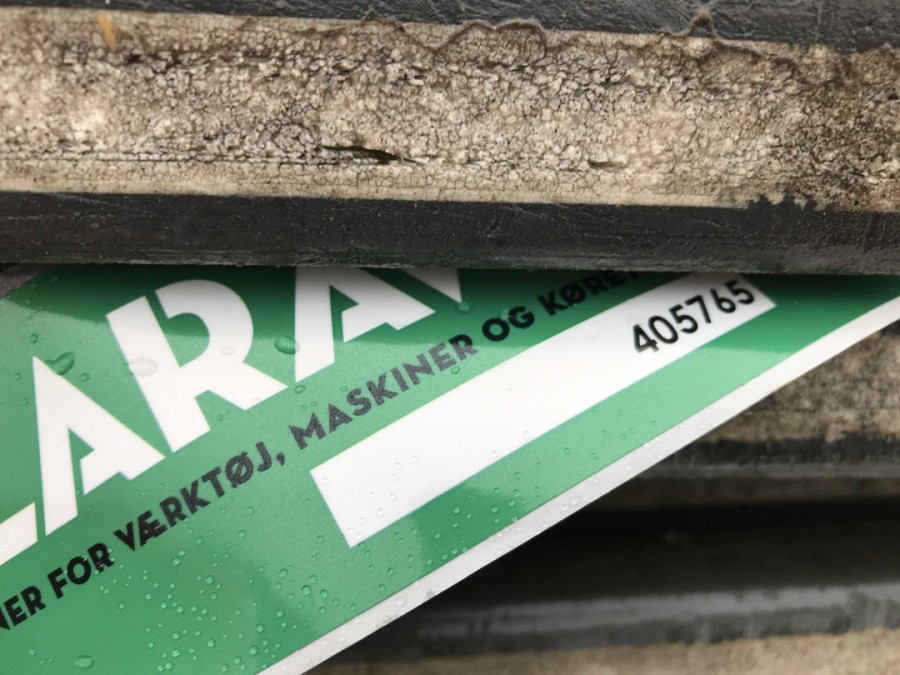 LARA
NER FOR VÆRKTØJ, MASKINER OG KØRE
405765